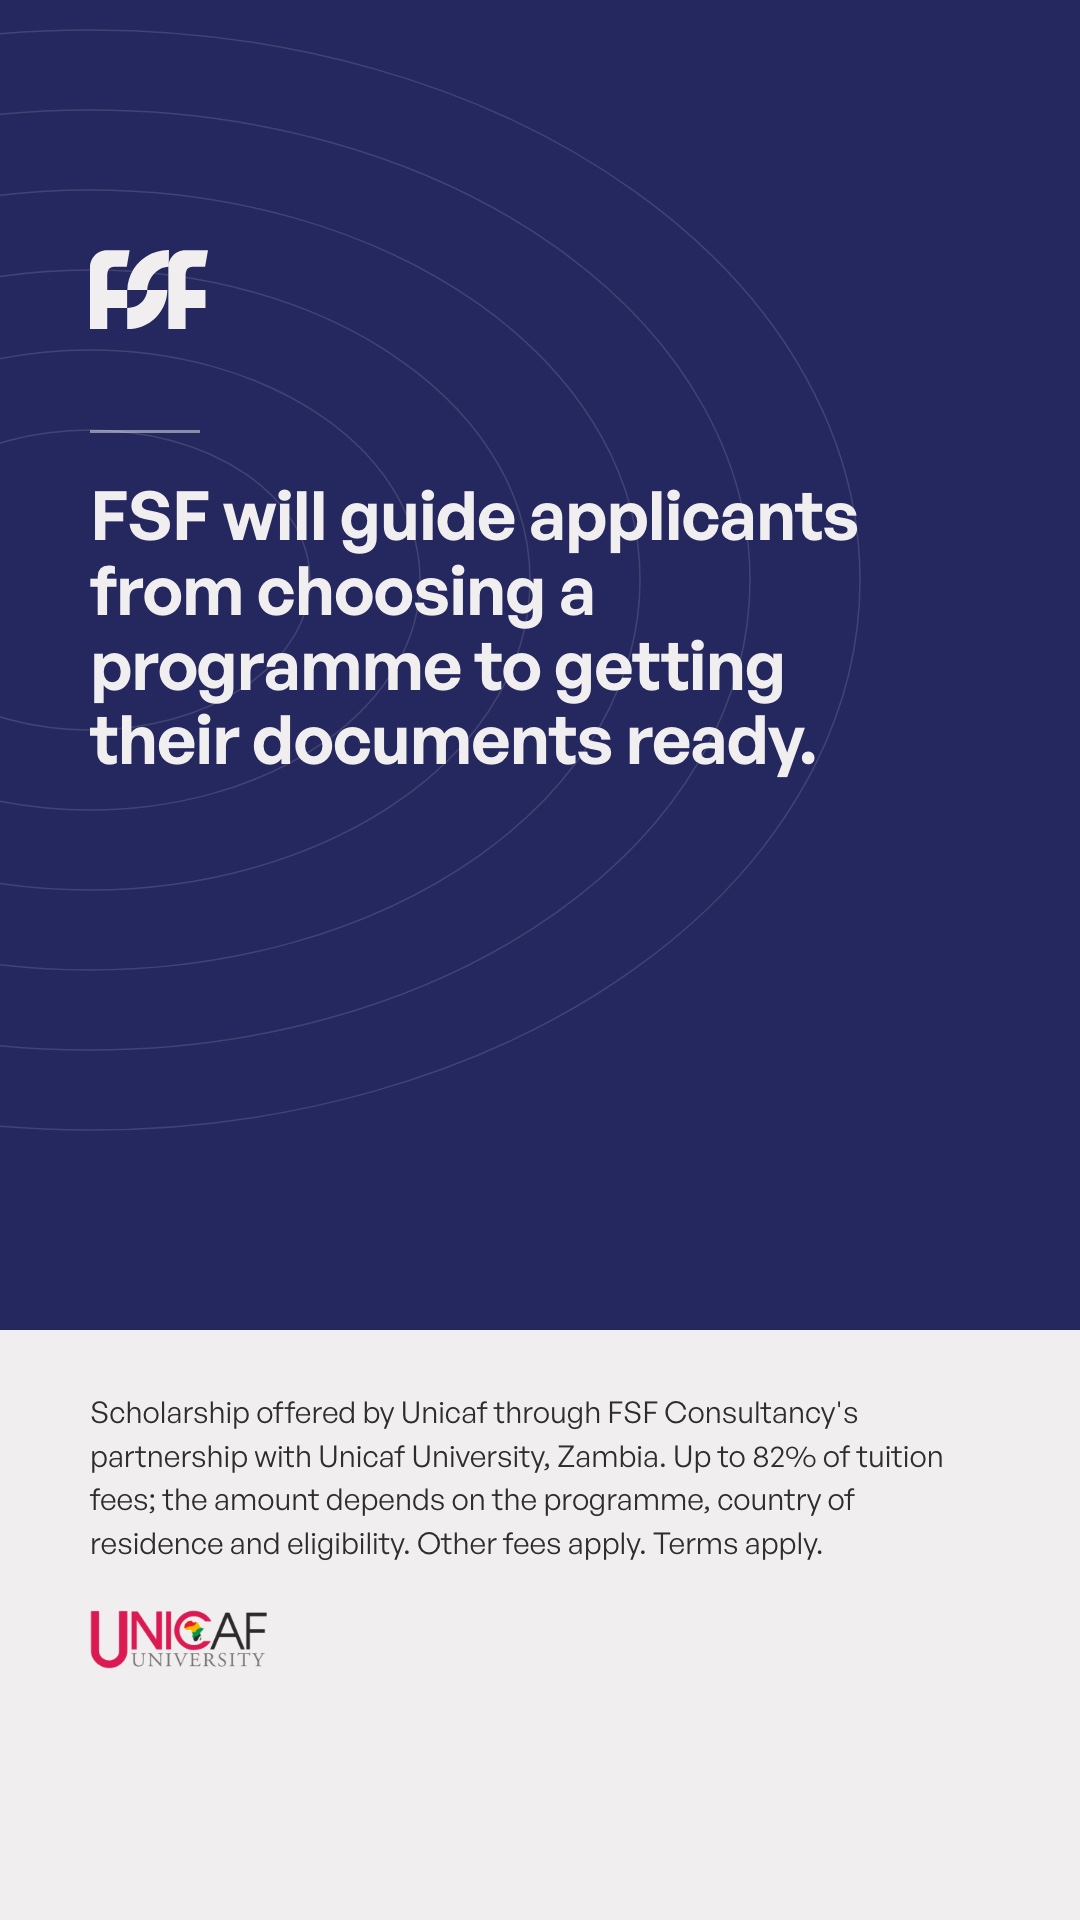 FSF
FSF will guide applicants
from choosing a
programme to getting
their documents ready.
Scholarship offered by Unicaf through FSF Consultancy's
partnership with Unicaf University, Zambia. Up to 82% of tuition
fees; the amount depends on the programme, country of
residence and eligibility. Other fees apply. Terms apply.
UNICAF
UNIVERSITY